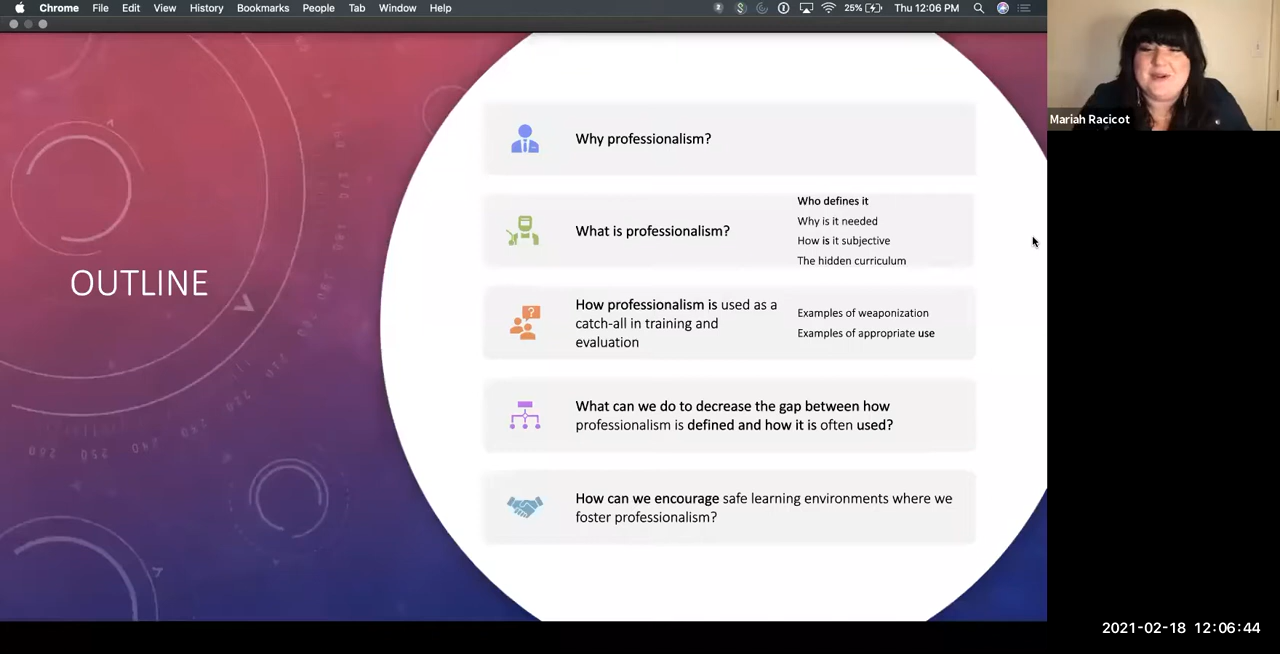 Chrome File Edit View History Bookmarks People Tab Window Help
25% Thu 12:06 PM
Mariah Racicot
OUTLINE
Why professionalism?
What is professionalism?
Who defines it
Why is it needed
How is it subjective
The hidden curriculum
How professionalism is used as a
catch-all in training and
evaluation
Examples of weaponization
Examples of appropriate use
What can we do to decrease the gap between how
professionalism is defined and how it is often used?
How can we encourage safe learning environments where we
foster professionalism?
2021-02-18 12:06:44